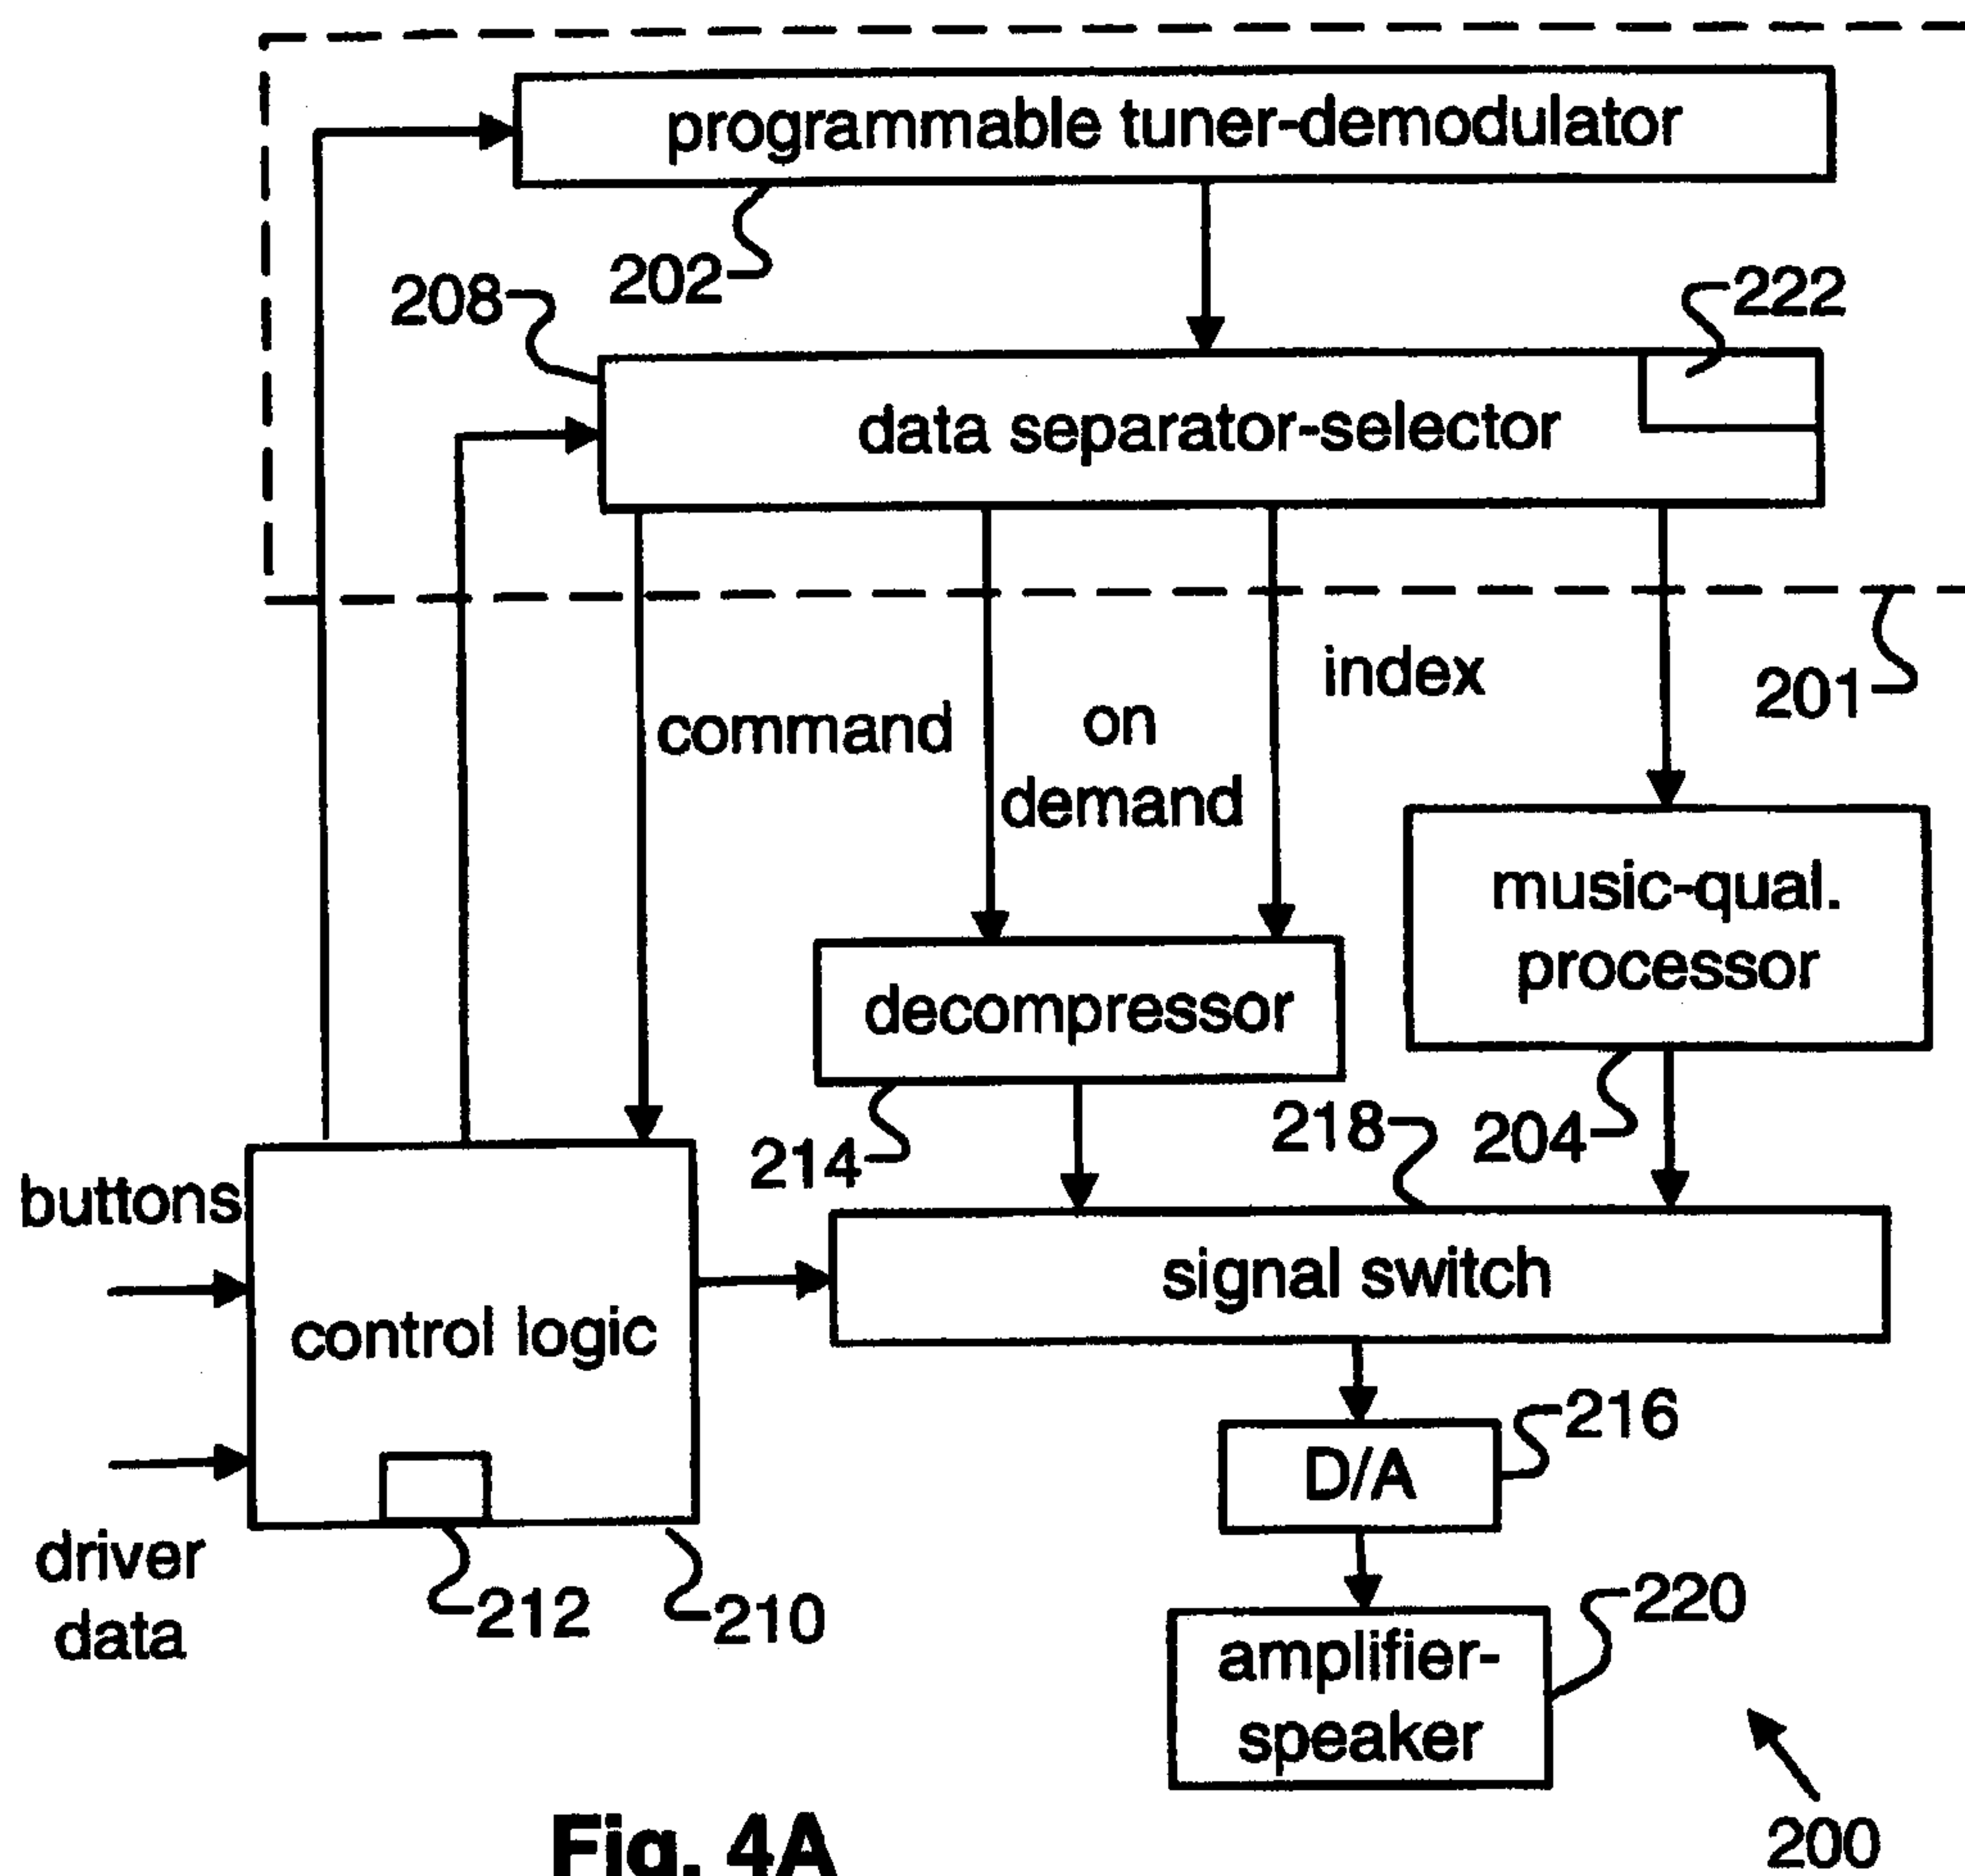 programmable tuner-demodulator
202
208
222
data separator-selector
index
201
command
on
demand
music-qual.
processor
decompressor
218
204
214
buttons
signal switch
control logic
216
D/A
driver
data
212
210
220
amplifier-
speaker
200
Fig. 4A